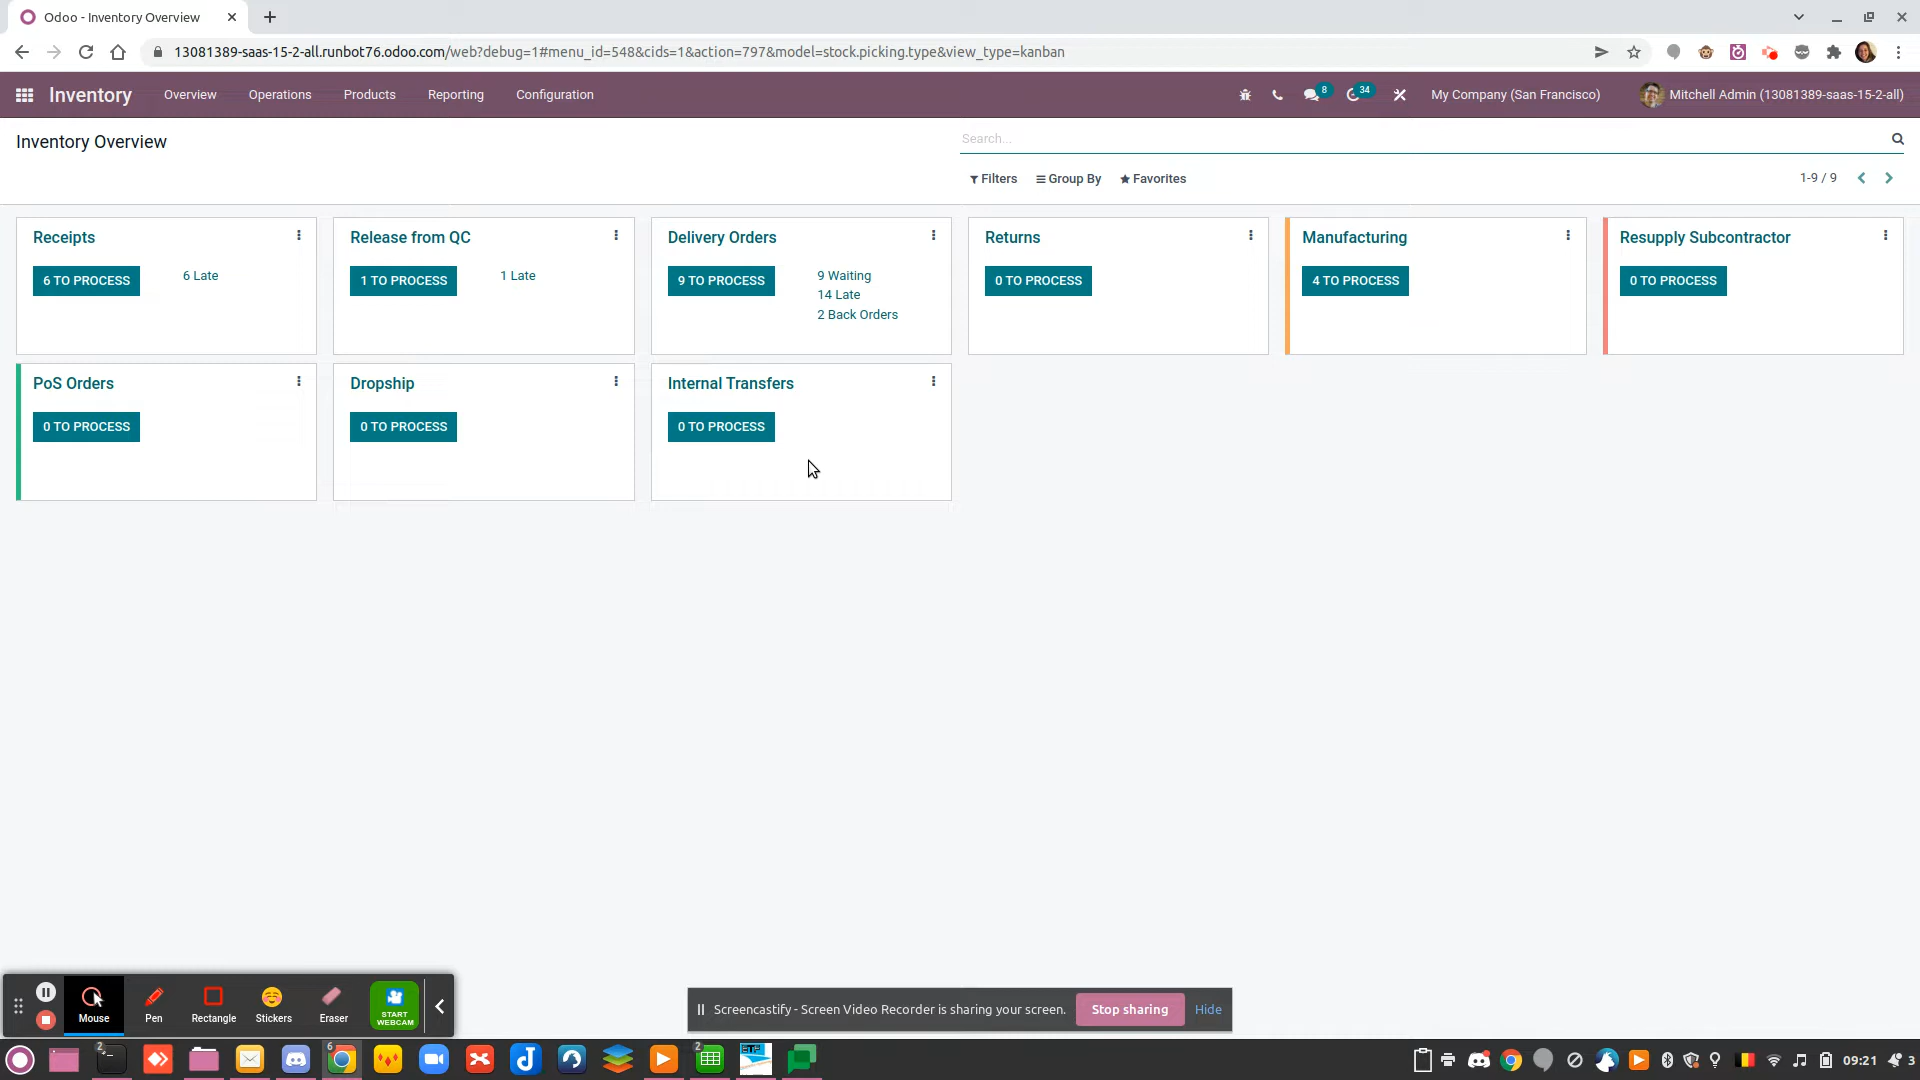 Odoo - Inventory Overview
13081389-saas-15-2-all.runbot76.odoo.com/web?debug=1#menu_id=548&cids=1&action=797&model=stock.picking.type&view_type=kanban
Inventory Overview Operations Products Reporting Configuration 8 34 My Company (San Francisco) Mitchell Admin (13081389-saas-15-2-all)
Inventory Overview
Search...
Filters Group By Favorites 1-9 / 9
Receipts
6 TO PROCESS
6 Late
Release from QC
1 TO PROCESS
1 Late
Delivery Orders
9 TO PROCESS
9 Waiting
14 Late
2 Back Orders
Returns
0 TO PROCESS
Manufacturing
4 TO PROCESS
Resupply Subcontractor
0 TO PROCESS
PoS Orders
0 TO PROCESS
Dropship
0 TO PROCESS
Internal Transfers
0 TO PROCESS
Mouse Pen Rectangle Stickers Eraser START WEBCAM
Screencastify - Screen Video Recorder is sharing your screen. Stop sharing Hide
2 6 2 09:21 3